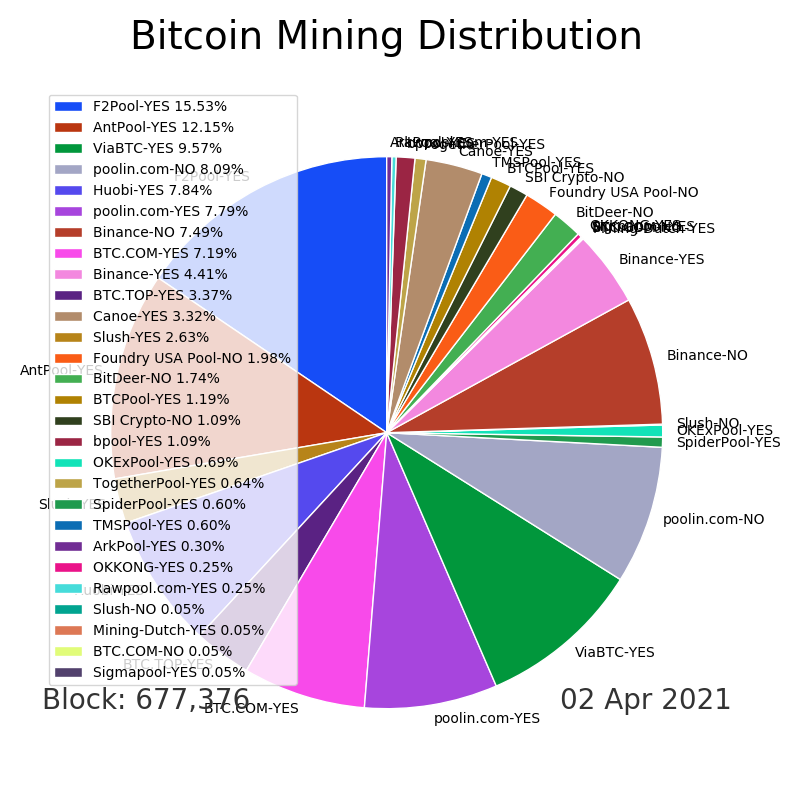 Bitcoin Mining Distribution
F2Pool-YES 15.53%
AntPool-YES 12.15%
ViaBTC-YES 9.57%
poolin.com-NO 8.09%
Huobi-YES 7.84%
poolin.com-YES 7.79%
Binance-NO 7.49%
BTC.COM-YES 7.19%
Binance-YES 4.41%
BTC.TOP-YES 3.37%
Canoe-YES 3.32%
Slush-YES 2.63%
Foundry USA Pool-NO 1.98%
BitDeer-NO 1.74%
BTCPool-YES 1.19%
SBI Crypto-NO 1.09%
bpool-YES 1.09%
OKExPool-YES 0.69%
TogetherPool-YES 0.64%
SpiderPool-YES 0.60%
TMSPool-YES 0.60%
ArkPool-YES 0.30%
OKKONG-YES 0.25%
Rawpool.com-YES 0.25%
Slush-NO 0.05%
Mining-Dutch-YES 0.05%
BTC.COM-NO 0.05%
Sigmapool-YES 0.05%
Canoe-YES
TMSPool-YES
BTCPool-YES
SBI Crypto-NO
Foundry USA Pool-NO
BitDeer-NO
Mining-Dutch-YES
Binance-YES
Binance-NO
Slush-NO
OKExPool-YES
SpiderPool-YES
poolin.com-NO
ViaBTC-YES
poolin.com-YES
BTC.COM-YES
BTC.TOP-YES
AntPool-YES
F2Pool-YES
Block: 677,376
02 Apr 2021